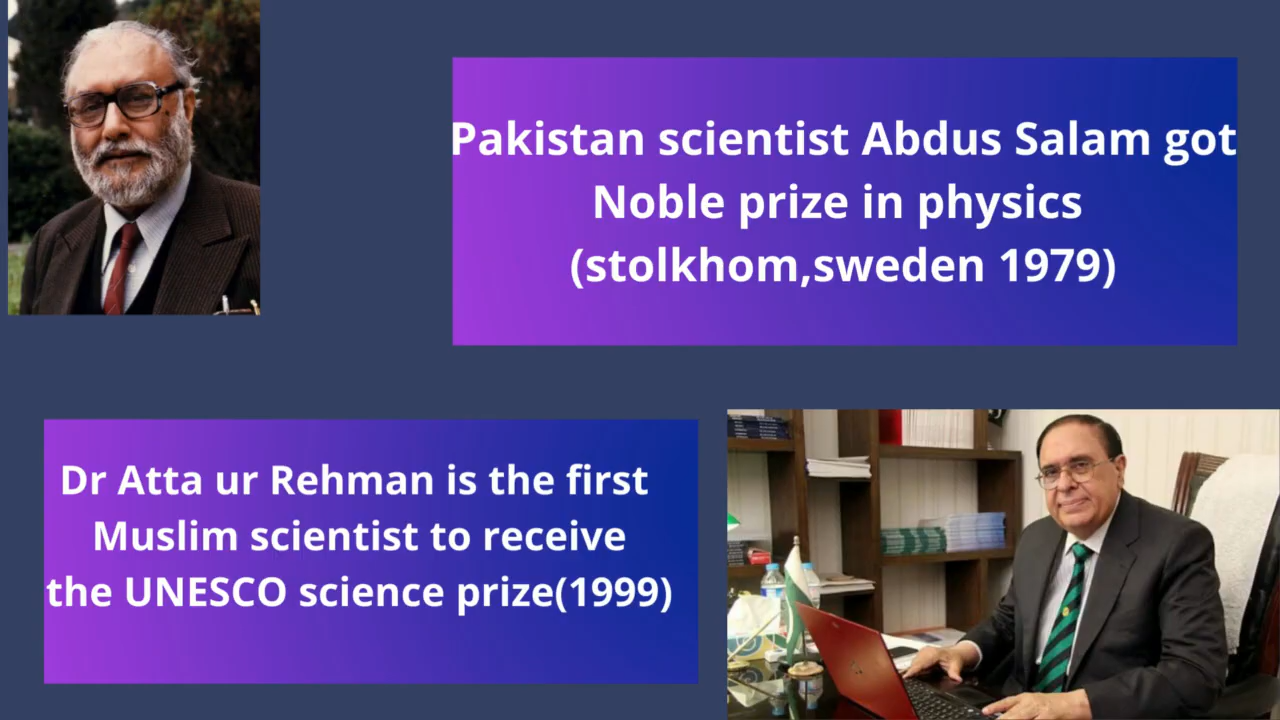 Pakistan scientist Abdus Salam got
Noble prize in physics
(stolkhom,sweden 1979)
Dr Atta ur Rehman is the first
Muslim scientist to receive
the UNESCO science prize(1999)